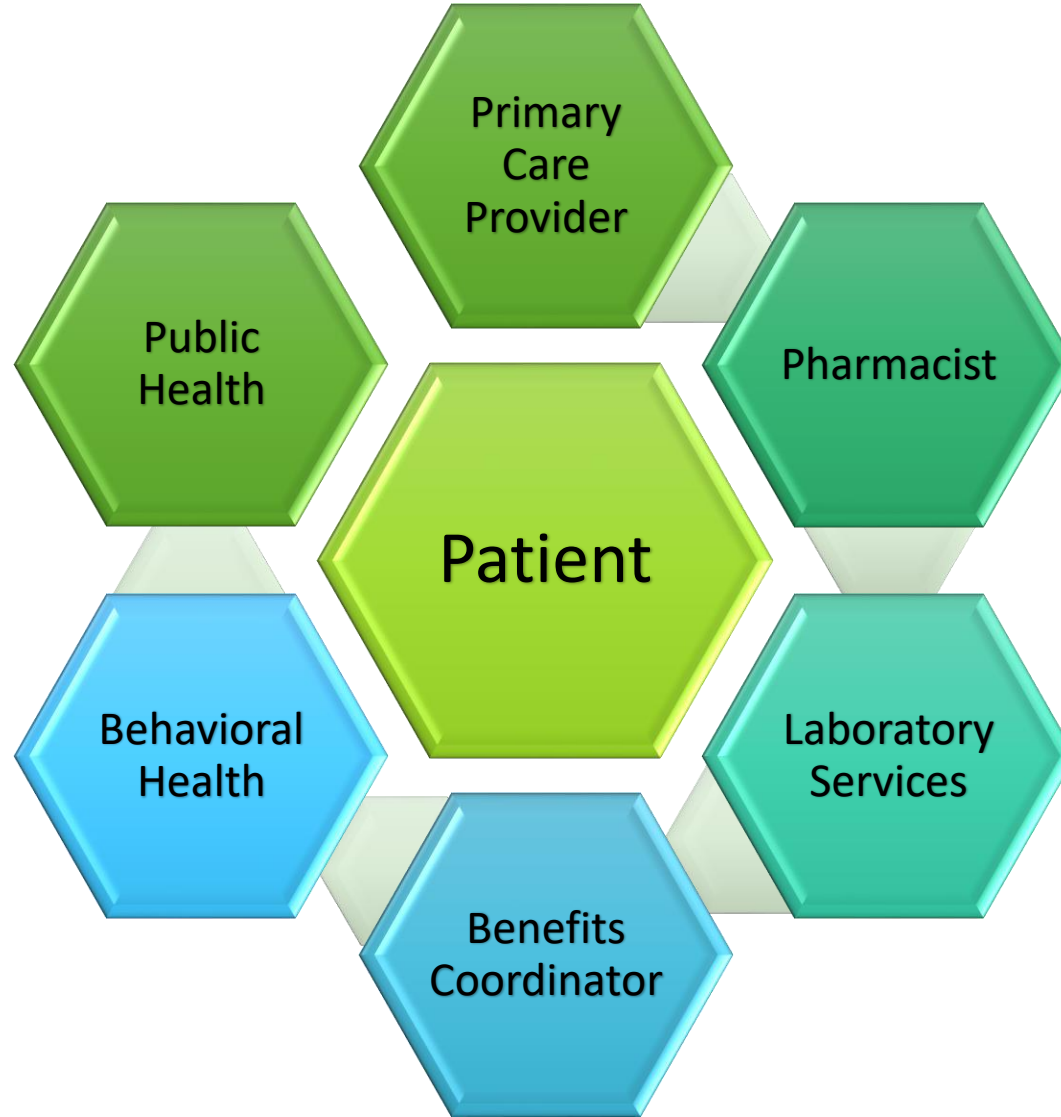 Primary
Care
Provider
Public
Health
Pharmacist
Patient
Behavioral
Health
Laboratory
Services
Benefits
Coordinator